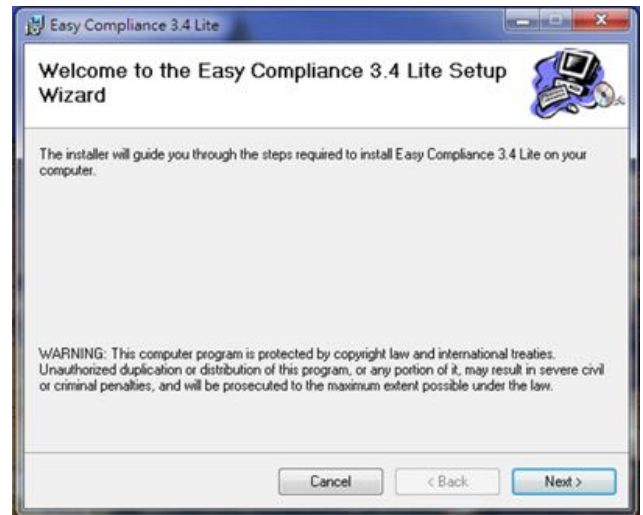 Easy Compliance 3.4 Lite
Welcome to the Easy Compliance 3.4 Lite Setup
Wizard
The installer will guide you through the steps required to install Easy Compliance 3.4 Lite on your
computer.
WARNING: This computer program is protected by copyright law and international treaties.
Unauthorized duplication or distribution of this program, or any portion of it, may result in severe civil
or criminal penalties, and will be prosecuted to the maximum extent possible under the law.
Cancel
< Back
Next >